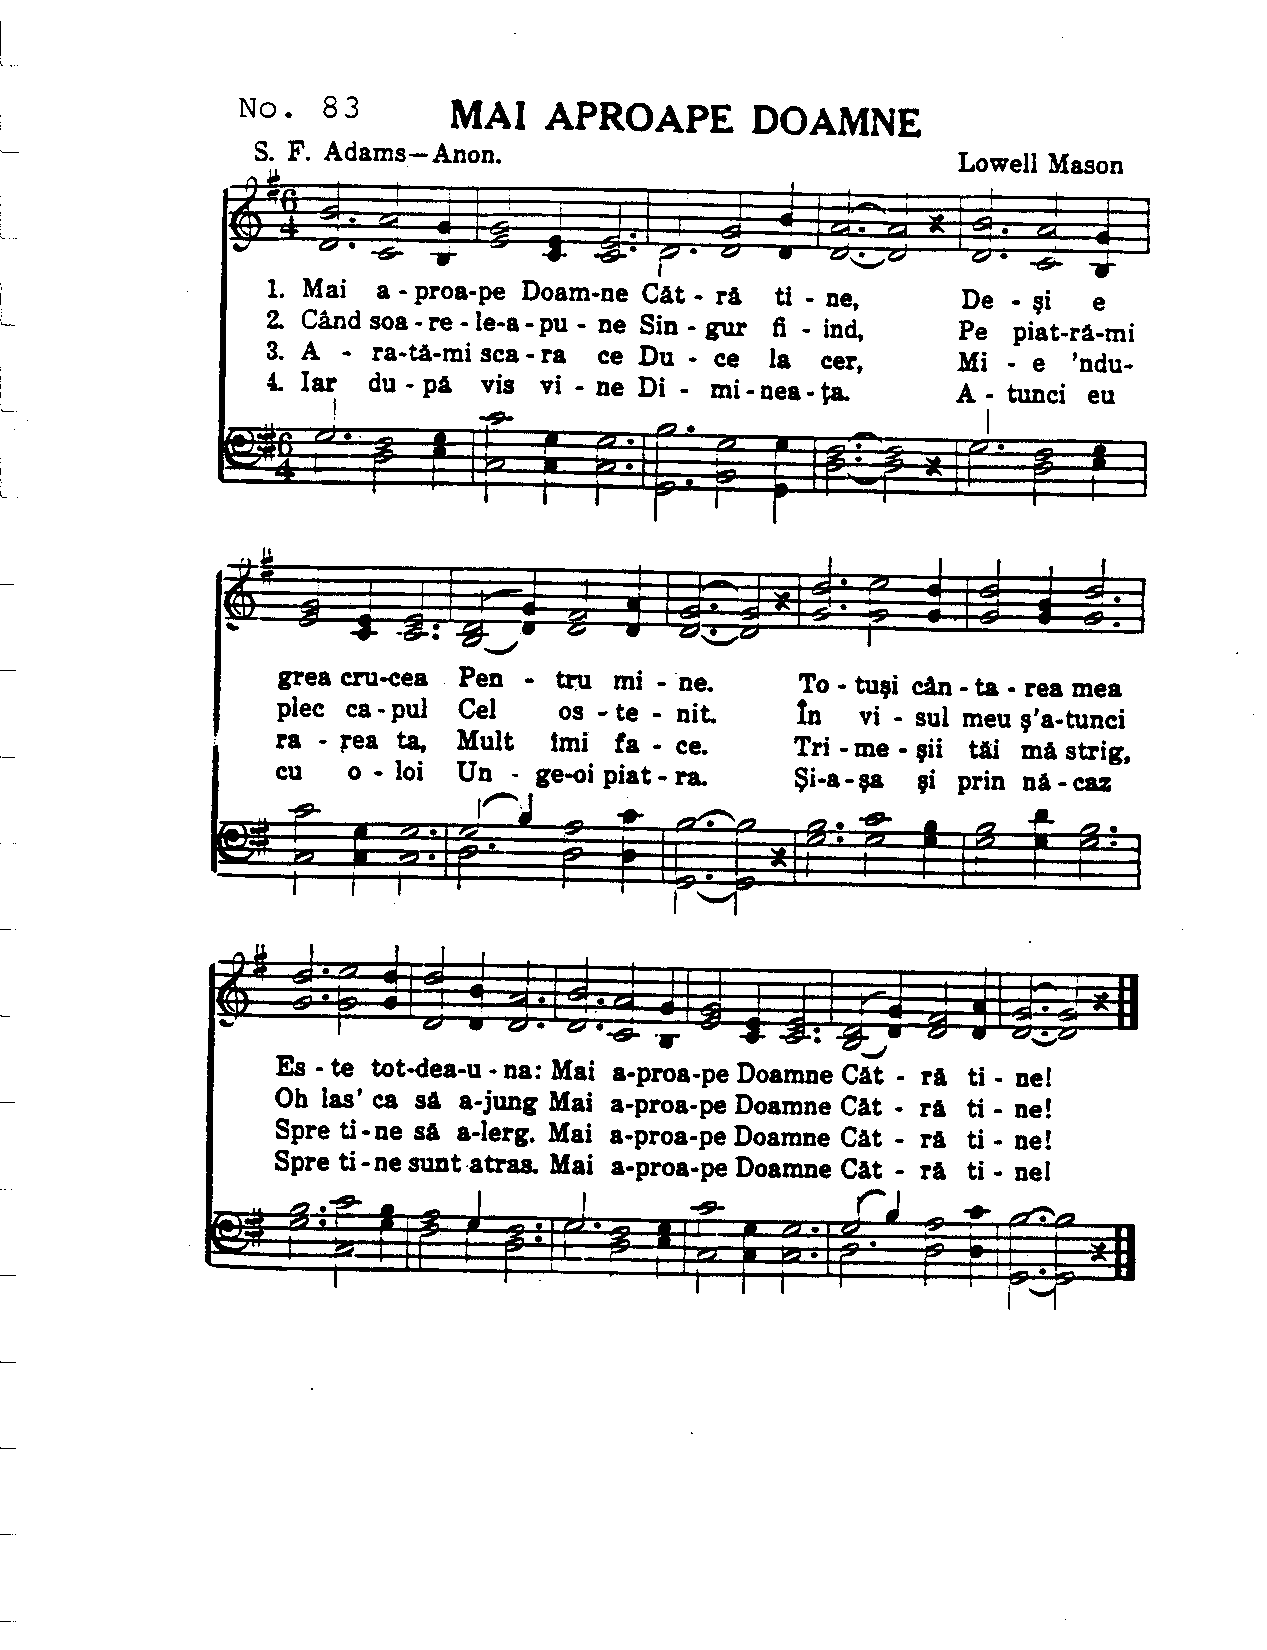 No. 83 MAI APROAPE DOAMNE
S. F. Adams—Anon.
Lowell Mason
1. Mai a - proa-pe Doam-ne Căt - ră ti - ne, De - şi e
2. Când soa - re - le-a - pu - ne Sin - gur fi - ind, Pe piat-ră-mi
3. A - ra-tă-mi sca - ra ce Du - ce la cer, Mi - e 'ndu-
4. Iar du - pă vis vi - ne Di - mi-nea-ţa. A - tunci eu
grea cru-cea Pen - tru mi - ne. To - tuşi cân - ta - rea mea
plec ca - pul Cel os - te - nit. În vi - sul meu ş'a-tunci
ra - rea ta, Mult îmi fa - ce. Tri - me - şii tăi mă strig,
cu o - loi Un - ge-oi piat - ra. Şi-a-şa şi prin nă - caz
Es - te tot-dea-u - na: Mai a-proa-pe Doamne Căt - ră ti - ne!
Oh las' ca să a-jung Mai a-proa-pe Doamne Căt - ră ti - ne!
Spre ti - ne să a-lerg. Mai a-proa-pe Doamne Căt - ră ti - ne!
Spre ti - ne sunt atras. Mai a-proa-pe Doamne Căt - ră ti - ne!